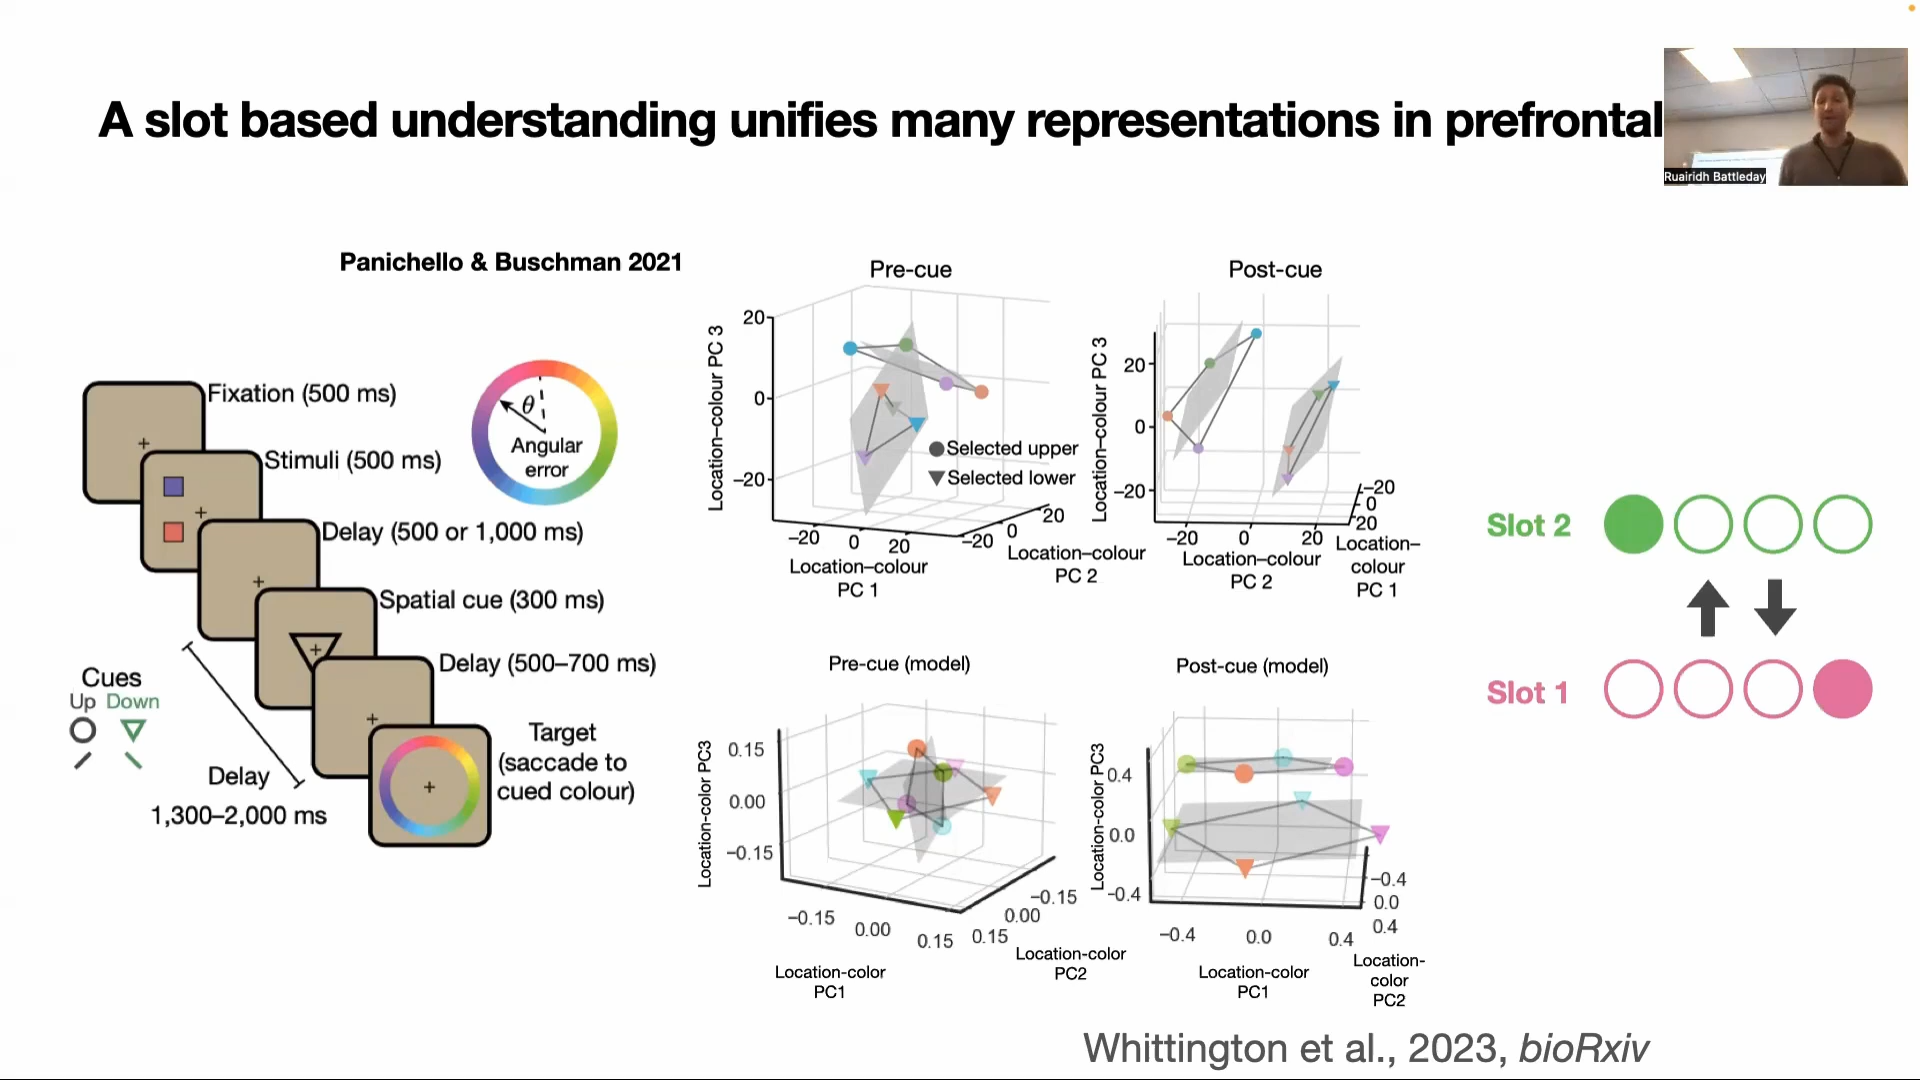 A slot based understanding unifies many representations in prefrontal
Ruairidh Battleday
Panichello & Buschman 2021
Fixation (500 ms)
Stimuli (500 ms)
Delay (500 or 1,000 ms)
Spatial cue (300 ms)
Delay (500–700 ms)
Target
(saccade to
cued colour)
θ
Angular
error
Cues
Up Down
Delay
1,300–2,000 ms
Pre-cue
Location–colour PC 3
20
0
−20
−20 0 20
Location–colour
PC 1
−20 0 20
Location–colour
PC 2
Selected upper
Selected lower
Post-cue
Location–colour PC 3
20
0
−20
−20 0 20
Location–colour
PC 2
−20
0
20
Location–
colour
PC 1
Pre-cue (model)
Location-color PC3
0.15
0.00
−0.15
−0.15 0.00 0.15
Location-color
PC1
−0.15
0.00
0.15
Location-color
PC2
Post-cue (model)
Location-color PC3
0.4
0.0
−0.4
−0.4 0.0 0.4
Location-color
PC1
−0.4
0.0
0.4
Location-
color
PC2
Slot 2
Slot 1
Whittington et al., 2023, bioRxiv